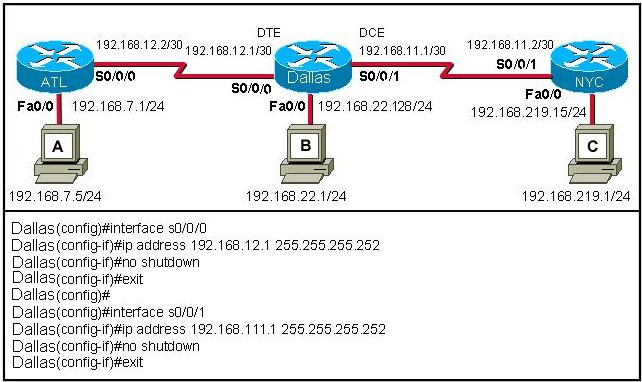 DTE DCE
192.168.12.2/30 192.168.12.1/30 192.168.11.1/30 192.168.11.2/30
ATL S0/0/0 S0/0/0 Dallas S0/0/1 S0/0/1 NYC
Fa0/0 192.168.7.1/24 Fa0/0 192.168.22.128/24 Fa0/0 192.168.219.15/24
A B C
192.168.7.5/24 192.168.22.1/24 192.168.219.1/24
Dallas(config)#interface s0/0/0
Dallas(config-if)#ip address 192.168.12.1 255.255.255.252
Dallas(config-if)#no shutdown
Dallas(config-if)#exit
Dallas(config)#
Dallas(config)#interface s0/0/1
Dallas(config-if)#ip address 192.168.111.1 255.255.255.252
Dallas(config-if)#no shutdown
Dallas(config-if)#exit